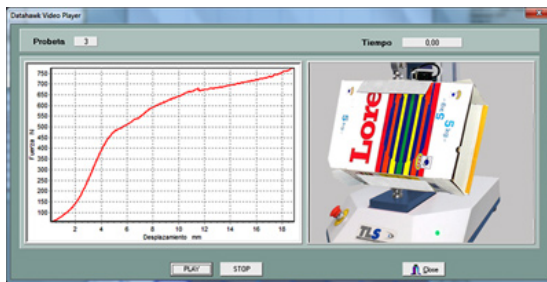 Datahawk Video Player
Probeta 3
Tiempo 0,00
Fuerza N
750
700
650
600
550
500
450
400
350
300
250
200
150
100
2 4 6 8 10 12 14 16 18
Desplazamiento mm
Lore
TLS
PLAY
STOP
Close